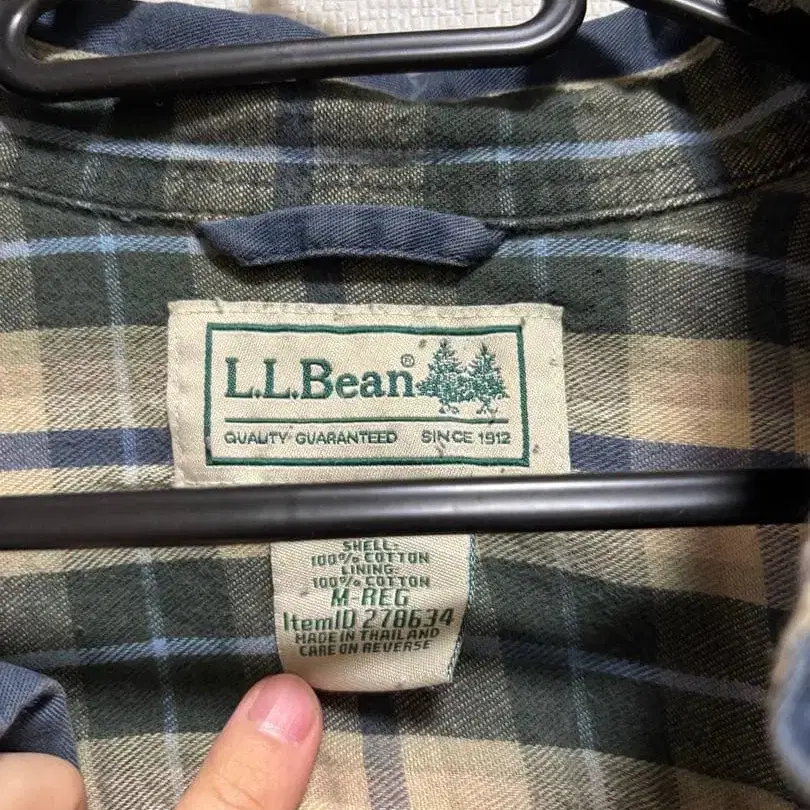 L.L.Bean®
QUALITY GUARANTEED SINCE 1912
SHELL:
100% COTTON
LINING:
100% COTTON
M-REG
ItemID 278634
MADE IN THAILAND
CARE ON REVERSE